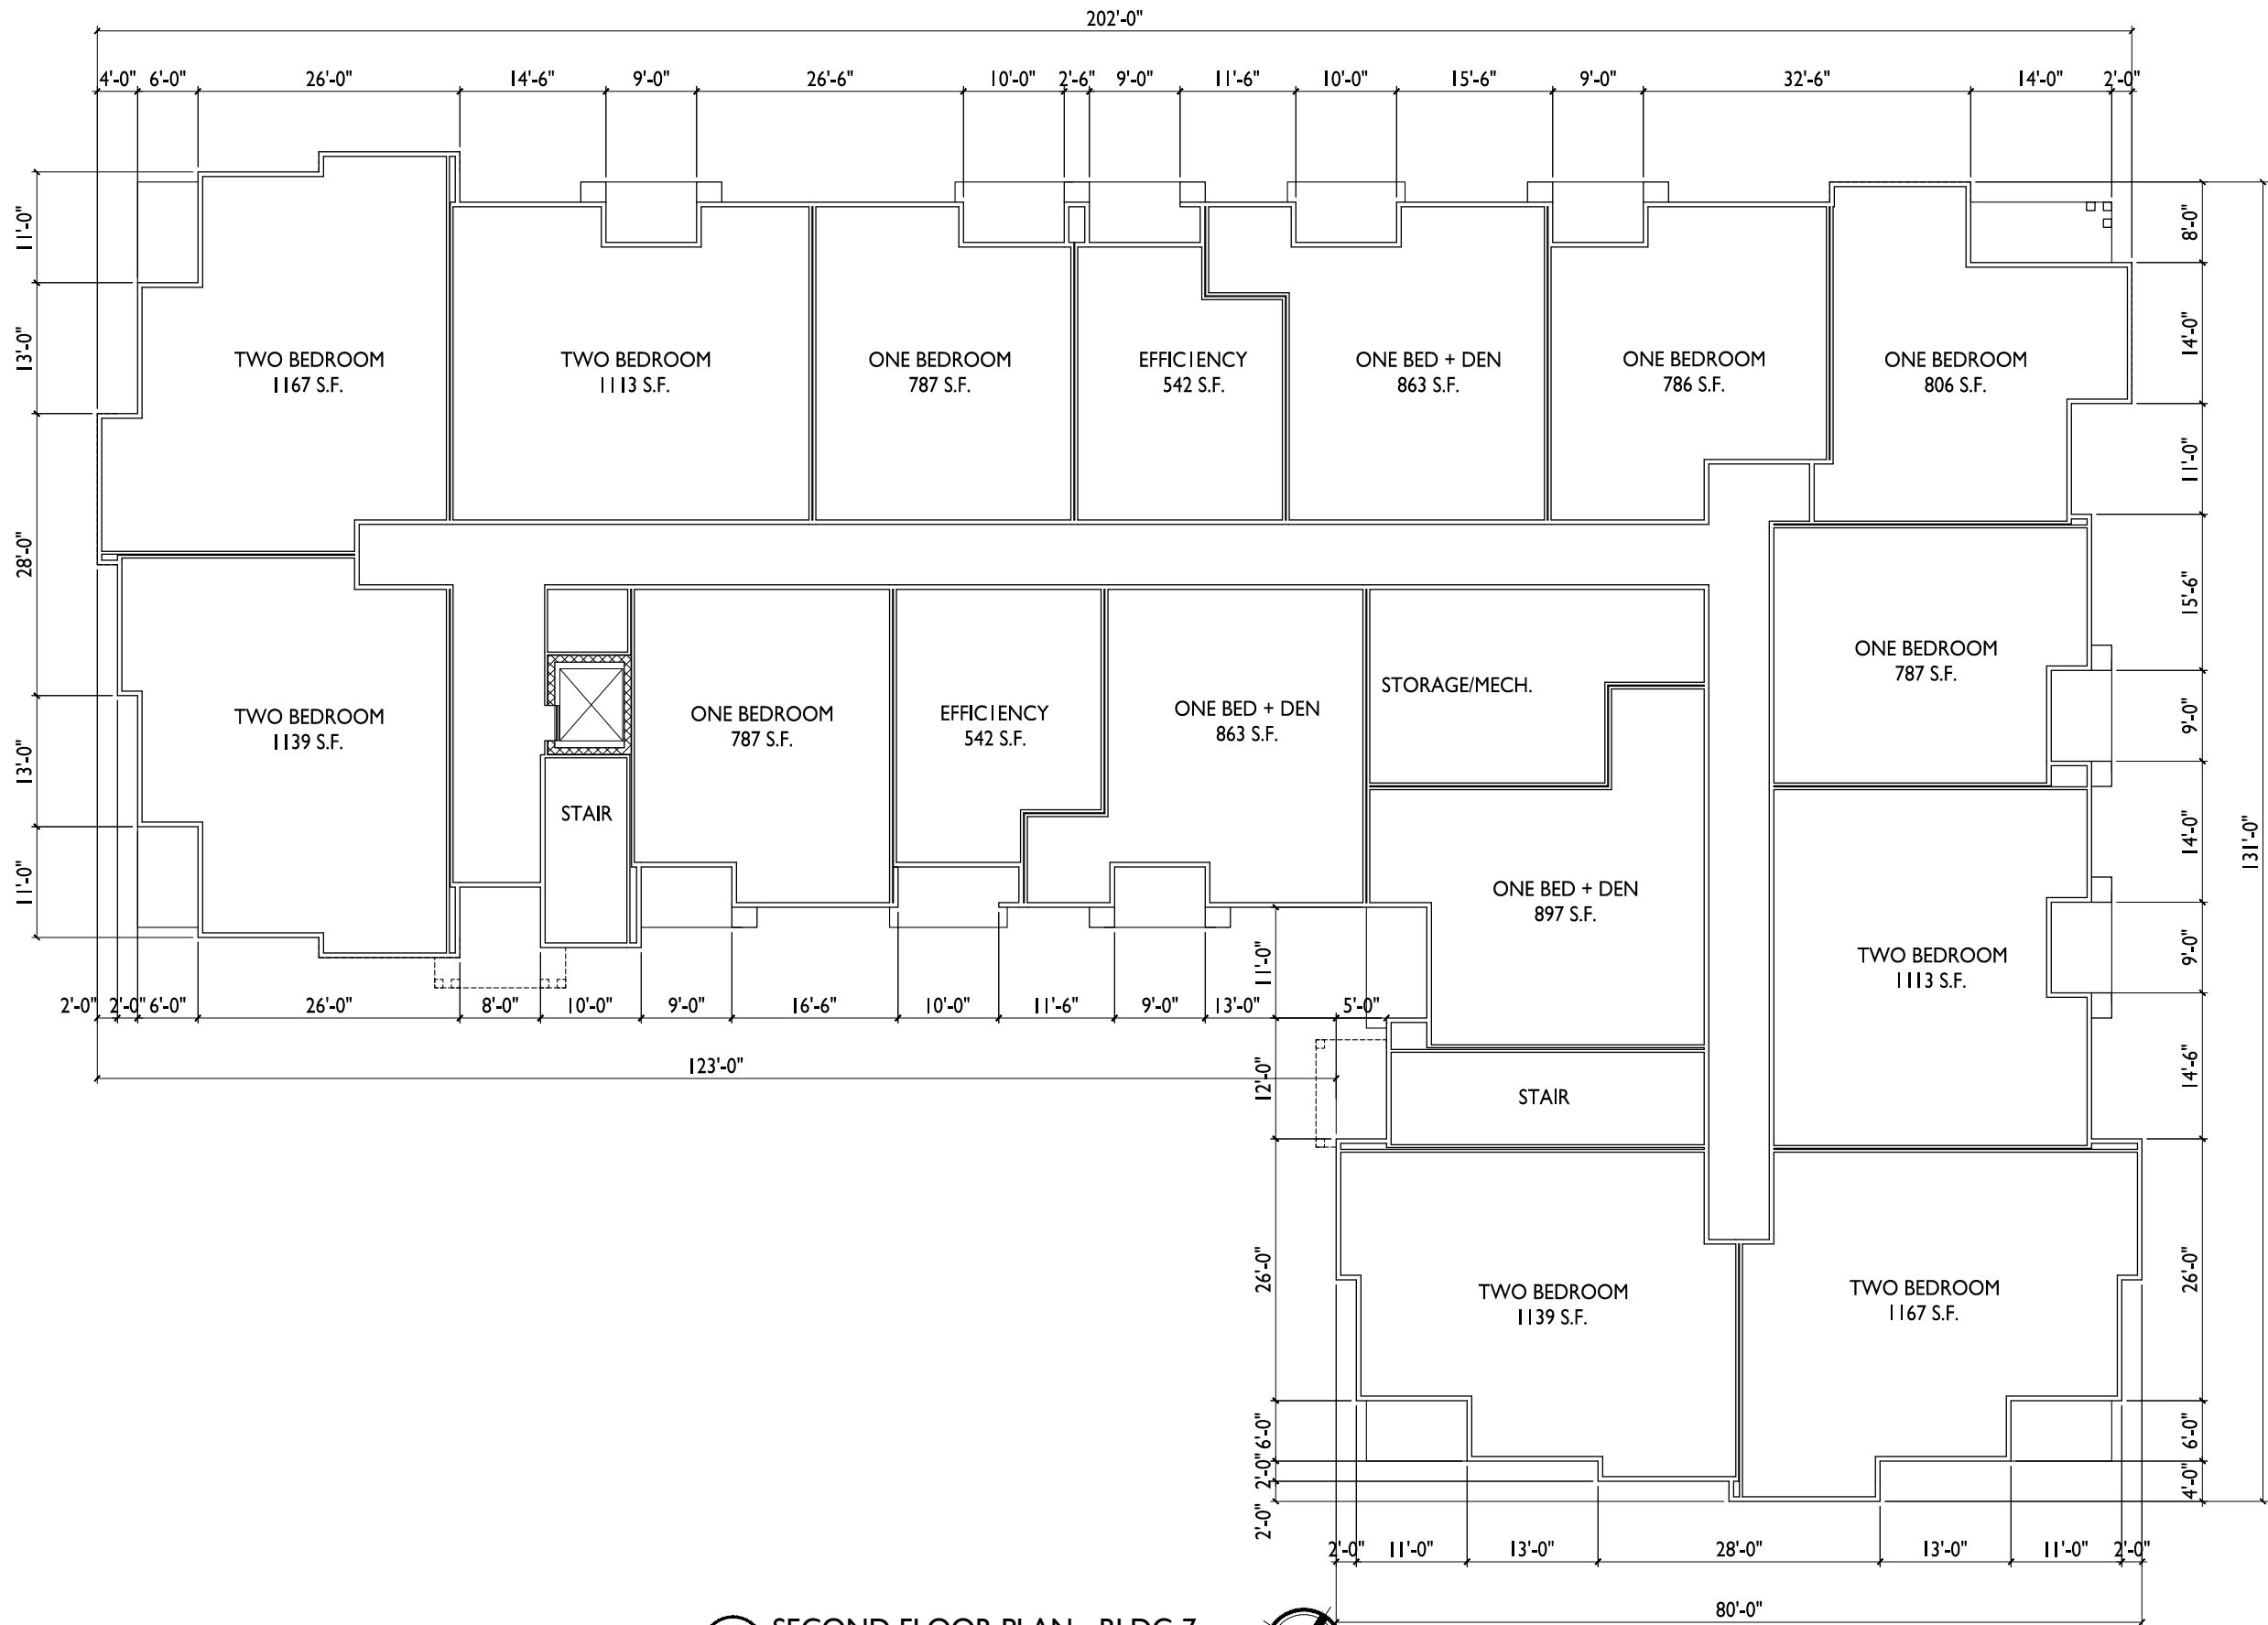 202'-0"
4'-0" 6'-0" 26'-0" 14'-6" 9'-0" 26'-6" 10'-0" 2'-6" 9'-0" 11'-6" 10'-0" 15'-6" 9'-0" 32'-6" 14'-0" 2'-0"
11'-0"
13'-0"
28'-0"
13'-0"
11'-0"
8'-0"
14'-0"
11'-0"
15'-6"
9'-0"
14'-0"
9'-0"
14'-6"
26'-0"
6'-0"
4'-0"
131'-0"
TWO BEDROOM
1167 S.F.
TWO BEDROOM
1113 S.F.
ONE BEDROOM
787 S.F.
EFFICIENCY
542 S.F.
ONE BED + DEN
863 S.F.
ONE BEDROOM
786 S.F.
ONE BEDROOM
806 S.F.
TWO BEDROOM
1139 S.F.
STAIR
ONE BEDROOM
787 S.F.
EFFICIENCY
542 S.F.
ONE BED + DEN
863 S.F.
STORAGE/MECH.
ONE BEDROOM
787 S.F.
ONE BED + DEN
897 S.F.
TWO BEDROOM
1113 S.F.
STAIR
TWO BEDROOM
1139 S.F.
TWO BEDROOM
1167 S.F.
2'-0" 2'-0" 6'-0" 26'-0" 8'-0" 10'-0" 9'-0" 16'-6" 10'-0" 11'-6" 9'-0" 13'-0" 5'-0"
123'-0"
11'-0"
12'-0"
26'-0"
6'-0"
2'-0"
2'-0"
2'-0" 11'-0" 13'-0" 28'-0" 13'-0" 11'-0" 2'-0"
80'-0"
SECOND FLOOR PLAN - BLDG 7